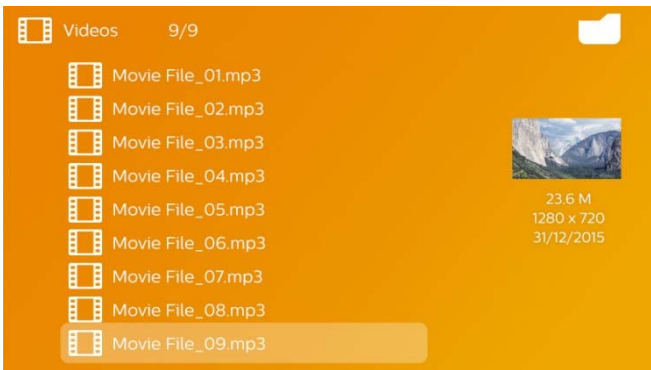 Videos 9/9
Movie File_01.mp3
Movie File_02.mp3
Movie File_03.mp3
Movie File_04.mp3
Movie File_05.mp3
Movie File_06.mp3
Movie File_07.mp3
Movie File_08.mp3
Movie File_09.mp3
23.6 M
1280 x 720
31/12/2015